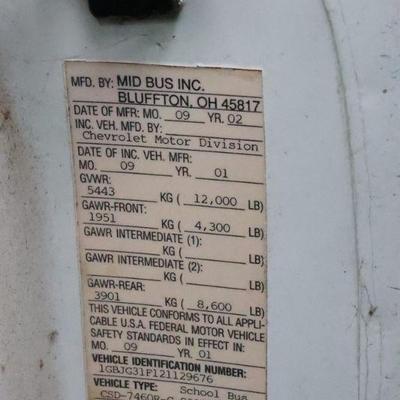 MFD. BY: MID BUS INC.
BLUFFTON, OH 45817
DATE OF MFR: MO. 09 YR. 02
INC. VEH. MFD. BY:
Chevrolet Motor Division
DATE OF INC. VEH. MFR:
MO. 09 YR. 01
GVWR:
5443 KG ( 12,000 LB)
GAWR-FRONT:
1951 KG ( 4,300 LB)
GAWR INTERMEDIATE (1):
KG ( LB)
GAWR INTERMEDIATE (2):
KG ( LB)
GAWR-REAR:
3901 KG ( 8,600 LB)
THIS VEHICLE CONFORMS TO ALL APPLI-
CABLE U.S.A. FEDERAL MOTOR VEHICLE
SAFETY STANDARDS IN EFFECT IN:
MO. 09 YR. 01
VEHICLE IDENTIFICATION NUMBER:
1GBJG31F121129676
VEHICLE TYPE: School Bus